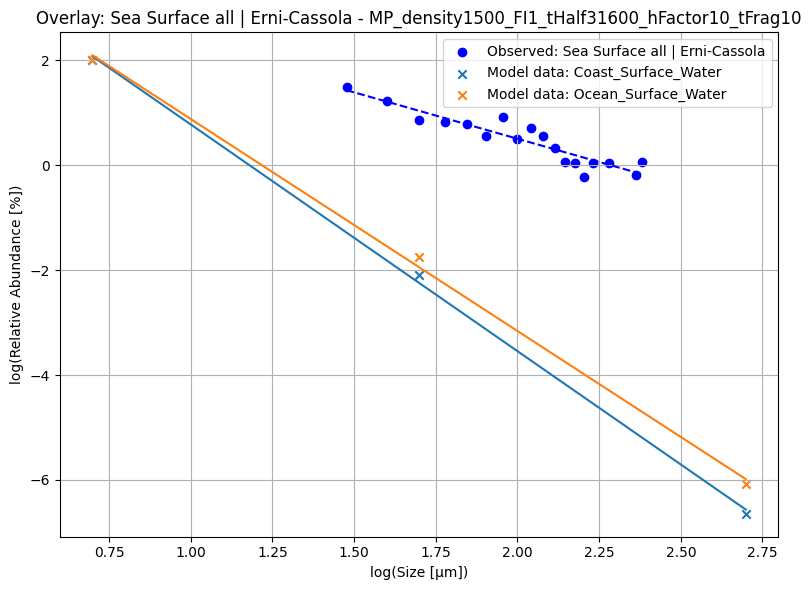 Overlay: Sea Surface all | Erni-Cassola - MP_density1500_FI1_tHalf31600_hFactor10_tFrag10
Observed: Sea Surface all | Erni-Cassola
Model data: Coast_Surface_Water
Model data: Ocean_Surface_Water
log(Relative Abundance [%])
2
0
−2
−4
−6
0.75 1.00 1.25 1.50 1.75 2.00 2.25 2.50 2.75
log(Size [µm])